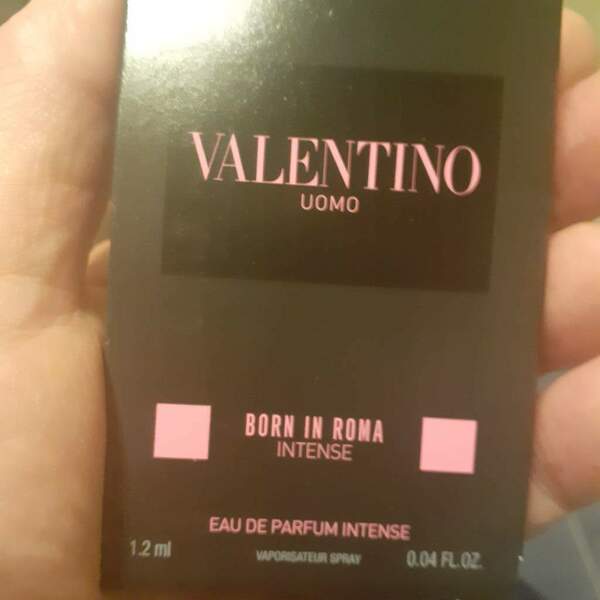 VALENTINO
UOMO
BORN IN ROMA
INTENSE
EAU DE PARFUM INTENSE
1.2 ml VAPORISATEUR SPRAY 0.04 FL.OZ.